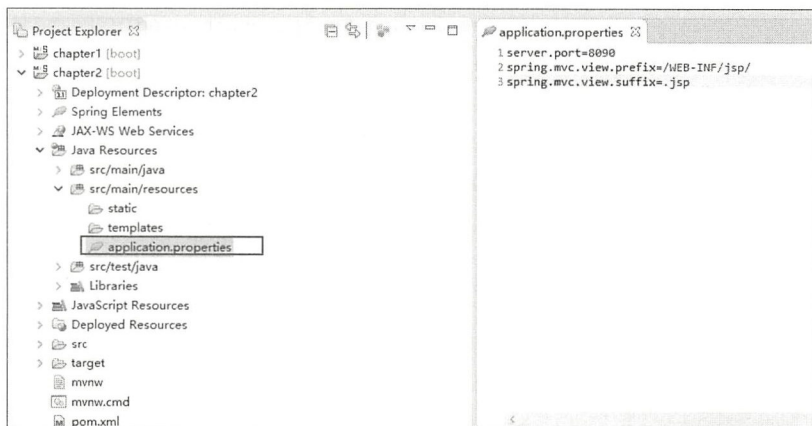 Project Explorer
chapter1 [boot]
chapter2 [boot]
Deployment Descriptor: chapter2
Spring Elements
JAX-WS Web Services
Java Resources
src/main/java
src/main/resources
static
templates
application.properties
src/test/java
Libraries
JavaScript Resources
Deployed Resources
src
target
mvnw
mvnw.cmd
pom.xml
application.properties
1 server.port=8090
2 spring.mvc.view.prefix=/WEB-INF/jsp/
3 spring.mvc.view.suffix=.jsp